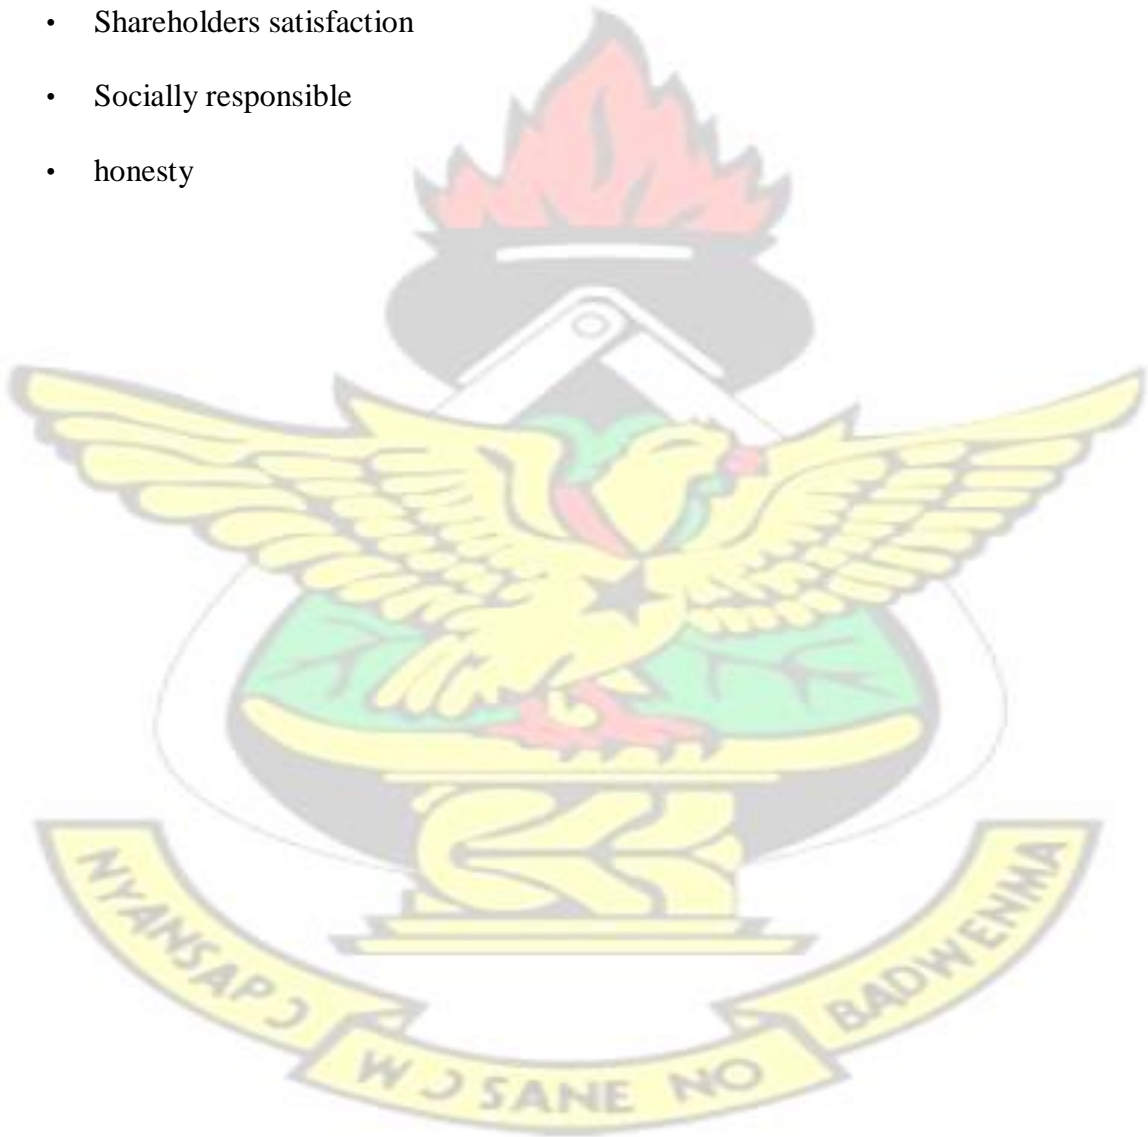 • Shareholders satisfaction
• Socially responsible
• honesty
NYANSAPƆ WƆSANE NO BADWENMA